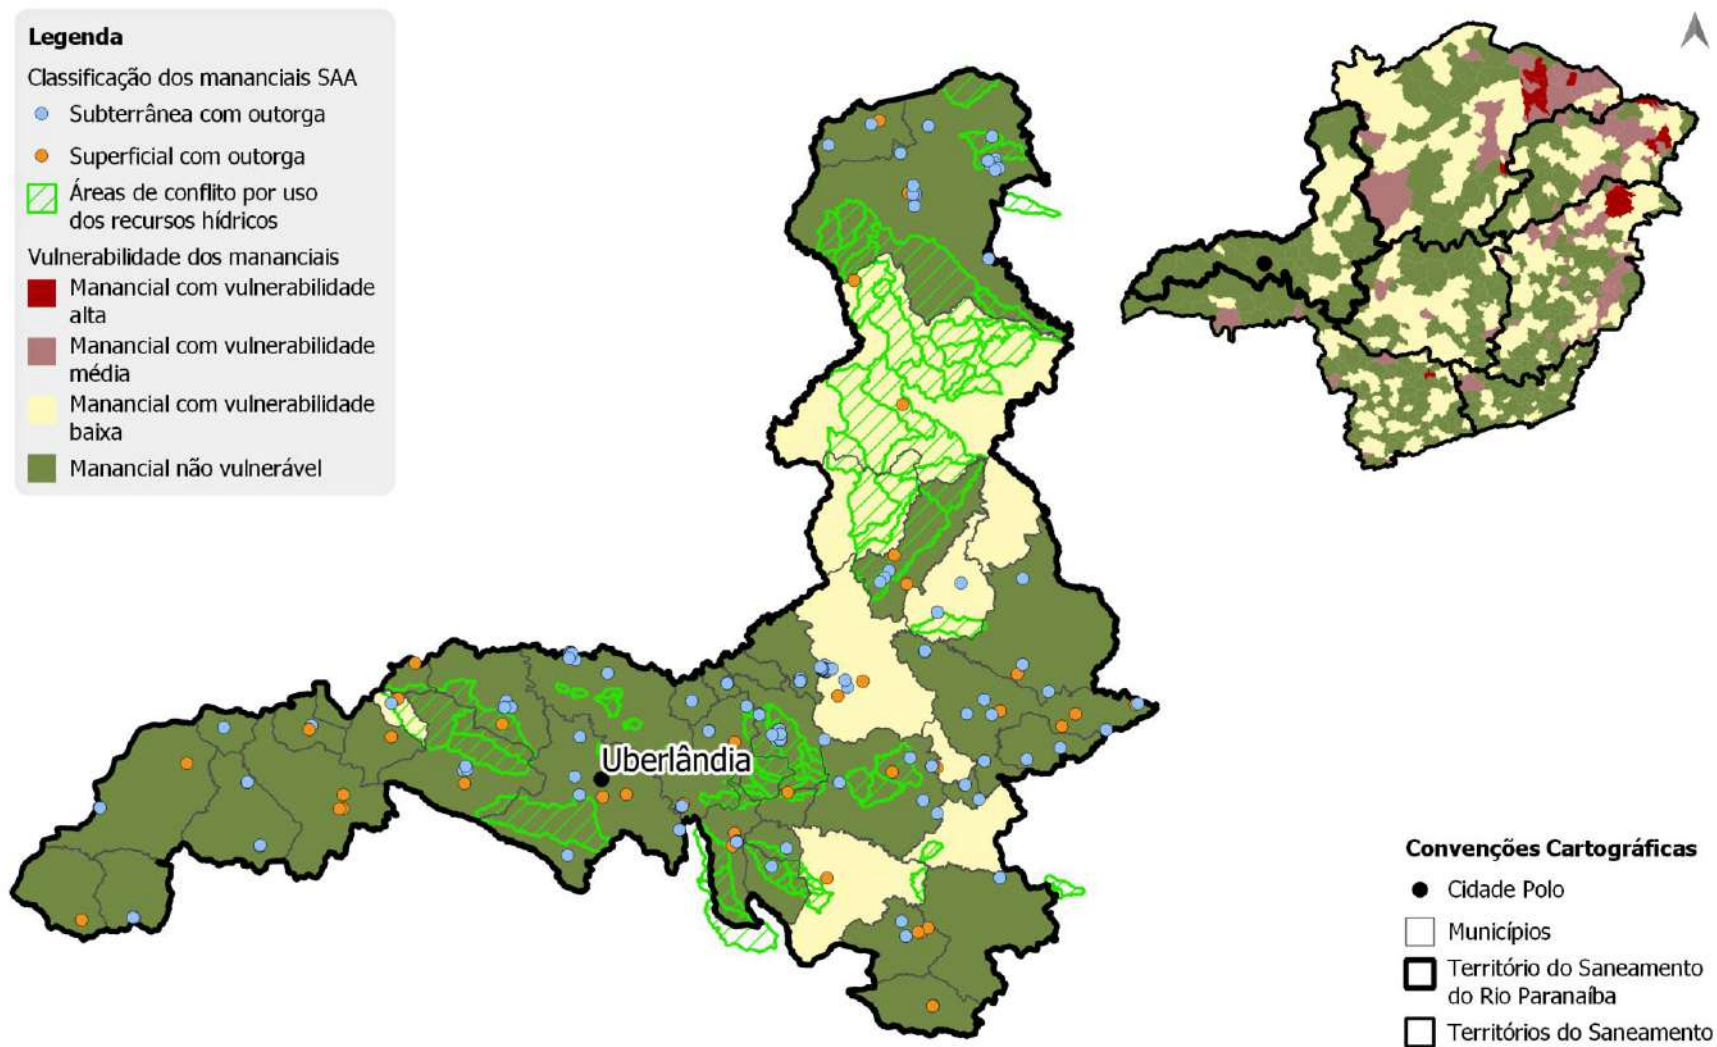 Legenda
Classificação dos mananciais SAA
Subterrânea com outorga
Superficial com outorga
Áreas de conflito por uso
dos recursos hídricos
Vulnerabilidade dos mananciais
Manancial com vulnerabilidade
alta
Manancial com vulnerabilidade
média
Manancial com vulnerabilidade
baixa
Manancial não vulnerável
Uberlândia
Convenções Cartográficas
Cidade Polo
Municípios
Território do Saneamento
do Rio Paranaíba
Territórios do Saneamento